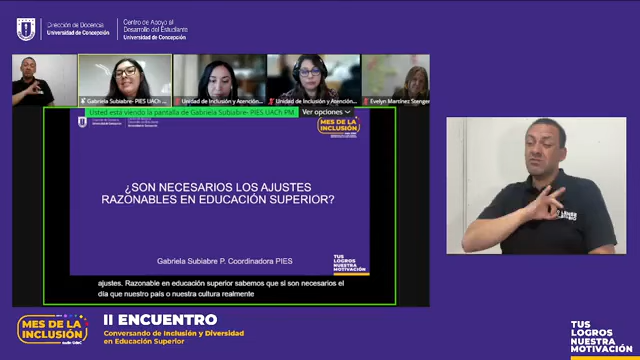 Dirección de Docencia
Universidad de Concepción
Centro de Apoyo al
Desarrollo del Estudiante
Universidad de Concepción
Gabriela Subiabre- PIES UACh
Unidad de Inclusión y Atención...
Unidad de Inclusión y Atención...
Evelyn Martínez Stenger
Usted está viendo la pantalla de Gabriela Subiabre- PIES UACh PM
Ver opciones
MES DE LA
INCLUSIÓN
¿SON NECESARIOS LOS AJUSTES
RAZONABLES EN EDUCACIÓN SUPERIOR?
Gabriela Subiabre P. Coordinadora PIES
TUS
LOGROS
NUESTRA
MOTIVACIÓN
ajustes. Razonable en educación superior sabemos que si son necesarios el
día que nuestro país o nuestra cultura realmente
MES DE LA
INCLUSIÓN
II ENCUENTRO
Conversando de Inclusión y Diversidad
en Educación Superior
TUS
LOGROS
NUESTRA
MOTIVACIÓN